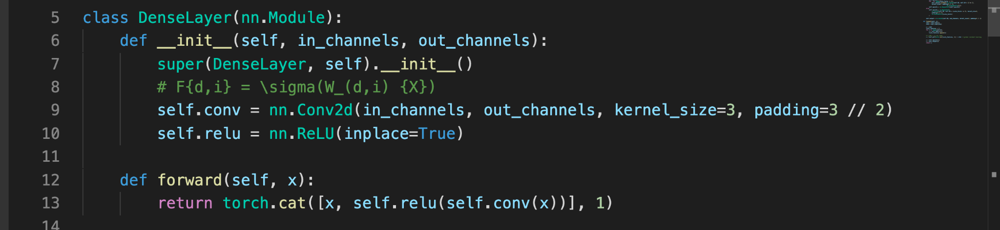 5 class DenseLayer(nn.Module):
6     def __init__(self, in_channels, out_channels):
7         super(DenseLayer, self).__init__()
8         # F{d,i} = \sigma(W_(d,i) {X})
9         self.conv = nn.Conv2d(in_channels, out_channels, kernel_size=3, padding=3 // 2)
10         self.relu = nn.ReLU(inplace=True)
11
12     def forward(self, x):
13         return torch.cat([x, self.relu(self.conv(x))], 1)
14